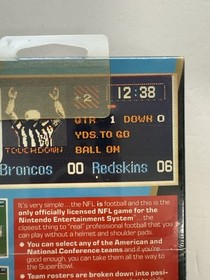 12:38
QTR 1 DOWN 0
YDS.TO GO
TOUCHDOWN
BALL ON
Broncos 00 Redskins 06
It's very simple... the NFL is football and this is the
only officially licensed NFL game for the
Nintendo Entertainment System™... the
closest thing to "real" professional football that you
can play without a helmet and shoulder pads.
• You can select any of the American and
National Conference teams and if you're
good enough, you can take them all the way to
the SuperBowl.
• Team rosters are broken down into posi-